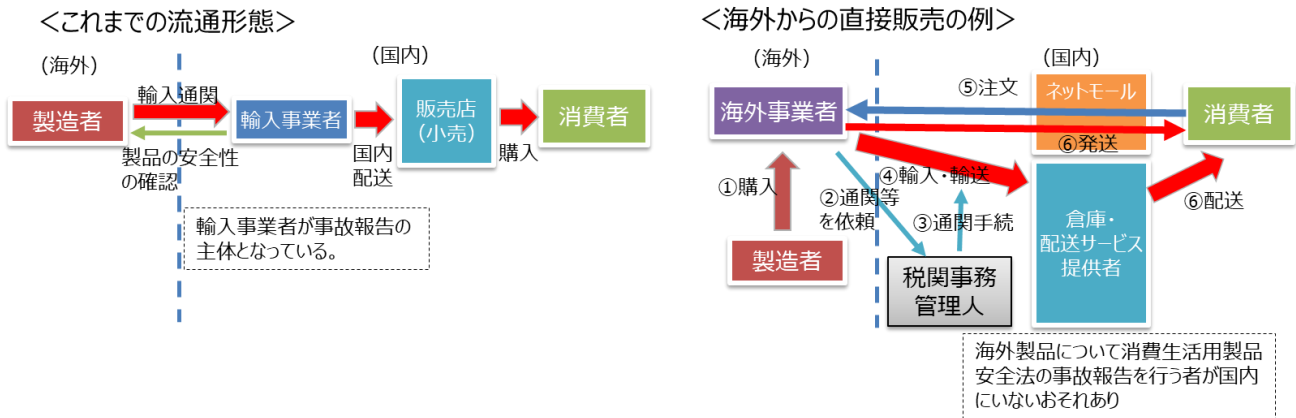 ＜これまでの流通形態＞
(海外)
(国内)
製造者
輸入通関
製品の安全性
の確認
輸入事業者
国内
配送
販売店
(小売)
購入
消費者
輸入事業者が事故報告の
主体となっている。
＜海外からの直接販売の例＞
(海外)
(国内)
海外事業者
⑤注文
ネットモール
⑥発送
消費者
①購入
②通関等
を依頼
④輸入・輸送
③通関手続
⑥配送
製造者
税関事務
管理人
倉庫・
配送サービス
提供者
海外製品について消費生活用製品
安全法の事故報告を行う者が国内
にいないおそれあり